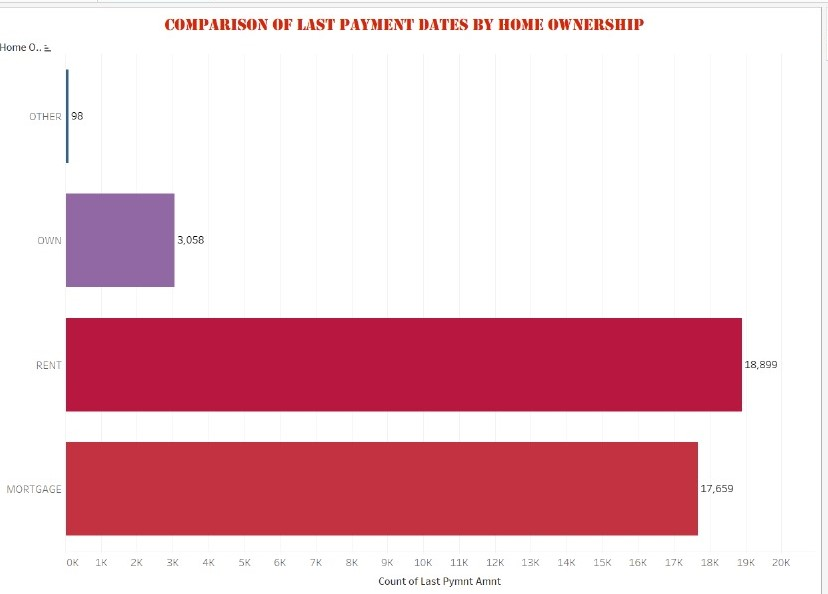 COMPARISON OF LAST PAYMENT DATES BY HOME OWNERSHIP
Home O..
OTHER 98
OWN 3,058
RENT 18,899
MORTGAGE 17,659
0K 1K 2K 3K 4K 5K 6K 7K 8K 9K 10K 11K 12K 13K 14K 15K 16K 17K 18K 19K 20K
Count of Last Pymnt Amnt